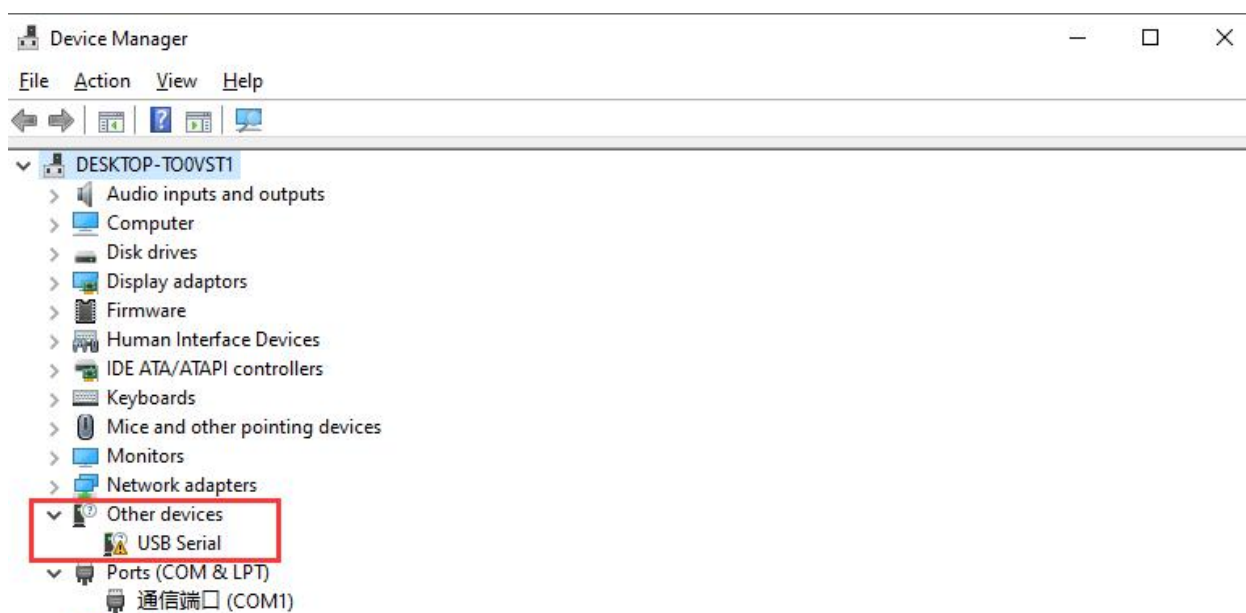 Device Manager
File Action View Help
DESKTOP-TO0VST1
Audio inputs and outputs
Computer
Disk drives
Display adaptors
Firmware
Human Interface Devices
IDE ATA/ATAPI controllers
Keyboards
Mice and other pointing devices
Monitors
Network adapters
Other devices
USB Serial
Ports (COM & LPT)
通信端口 (COM1)